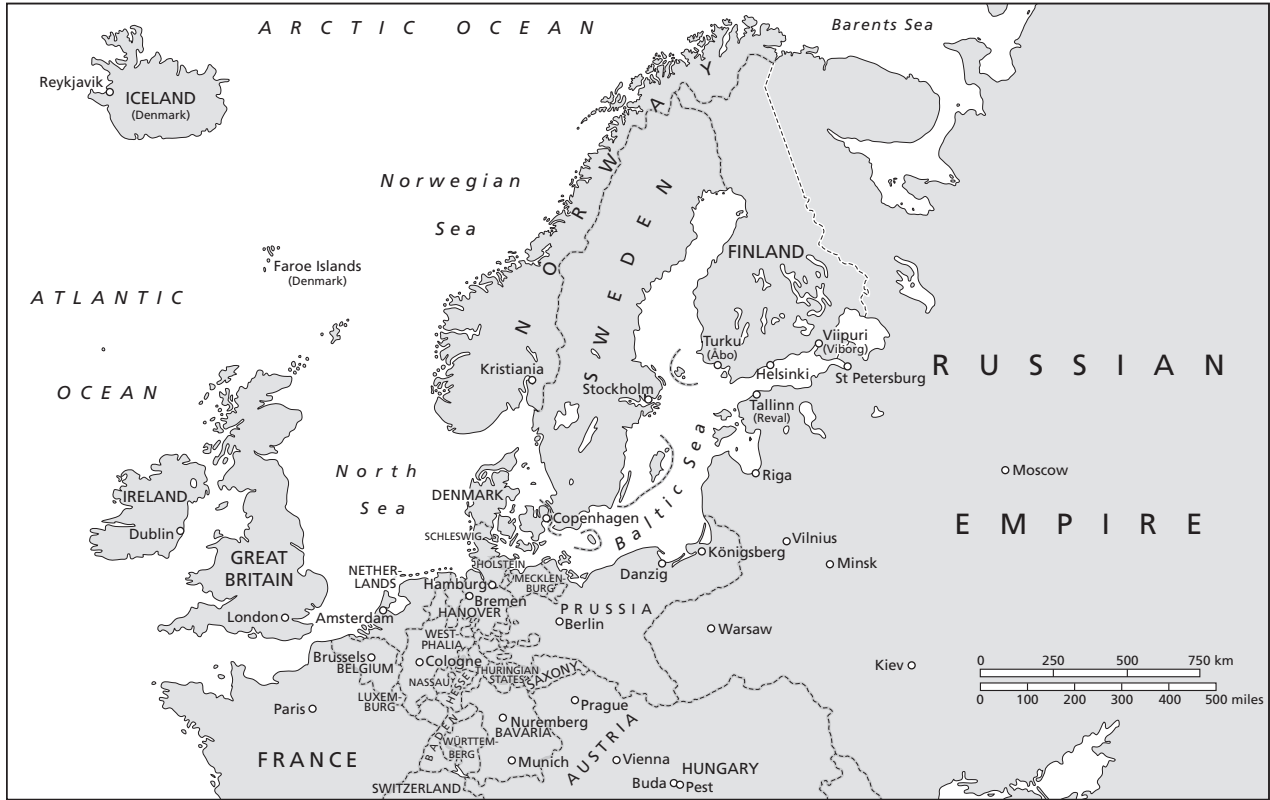 ARCTIC OCEAN
Barents Sea
Reykjavik
ICELAND
(Denmark)
NORWAY
Norwegian
Sea
SWEDEN
FINLAND
Faroe Islands
(Denmark)
ATLANTIC
OCEAN
Turku
(Åbo)
Viipuri
(Viborg)
Helsinki
St Petersburg
RUSSIAN
EMPIRE
Kristiania
Stockholm
Tallinn
(Reval)
Baltic Sea
Riga
Moscow
North
Sea
IRELAND
Dublin
DENMARK
Copenhagen
SCHLESWIG
GREAT
BRITAIN
HOLSTEIN
MECKLEN-
BURG
Königsberg
Vilnius
Minsk
Danzig
NETHER-
LANDS
Hamburg
Bremen
London
Amsterdam
HANOVER
PRUSSIA
Berlin
Warsaw
WEST-
PHALIA
Brussels
BELGIUM
Cologne
NASSAU
HESSE
THURINGIAN
STATES
SAXONY
Kiev
0 250 500 750 km
0 100 200 300 400 500 miles
LUXEM-
BURG
Paris
Prague
Nuremberg
BAVARIA
BADEN
WÜRTTEM-
BERG
AUSTRIA
FRANCE
Munich
Vienna
HUNGARY
Buda
Pest
SWITZERLAND